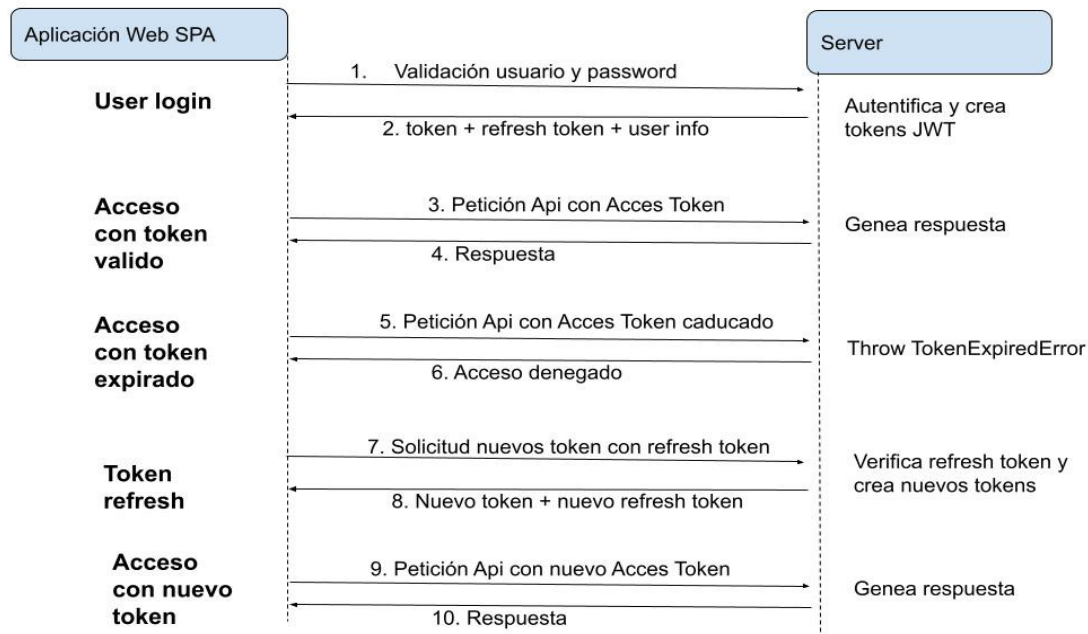 Aplicación Web SPA
Server
1. Validación usuario y password
User login
Autentifica y crea
tokens JWT
2. token + refresh token + user info
Acceso
con token
valido
3. Petición Api con Acces Token
Genea respuesta
4. Respuesta
Acceso
con token
expirado
5. Petición Api con Acces Token caducado
Throw TokenExpiredError
6. Acceso denegado
7. Solicitud nuevos token con refresh token
Token
refresh
Verifica refresh token y
crea nuevos tokens
8. Nuevo token + nuevo refresh token
Acceso
con nuevo
token
9. Petición Api con nuevo Acces Token
Genea respuesta
10. Respuesta